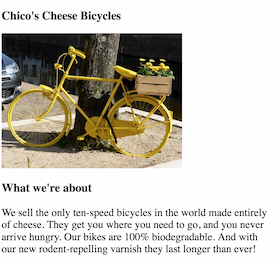 Chico's Cheese Bicycles
What we're about
We sell the only ten-speed bicycles in the world made entirely
of cheese. They get you where you need to go, and you never
arrive hungry. Our bikes are 100% biodegradable. And with
our new rodent-repelling varnish they last longer than ever!